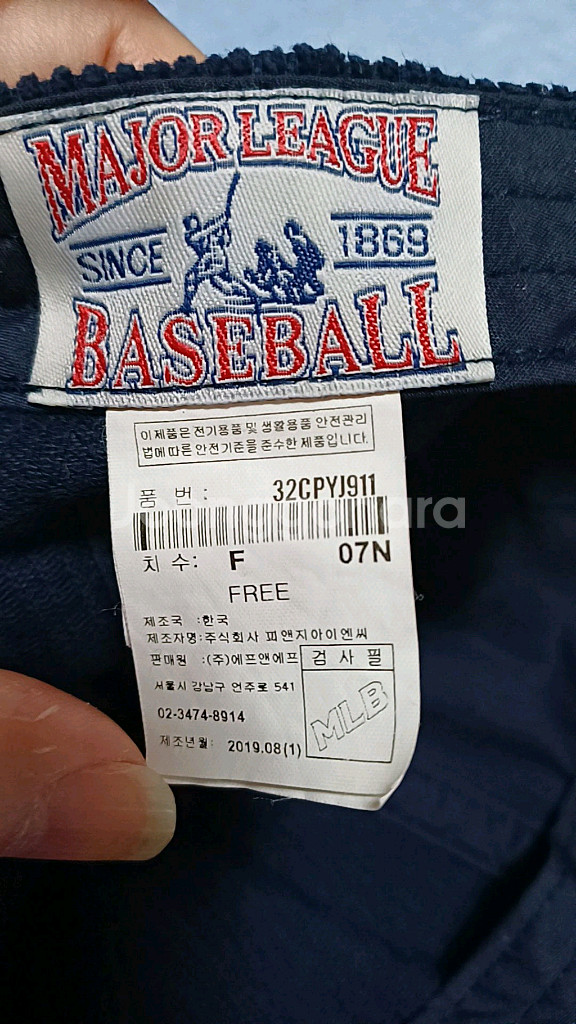 MAJOR LEAGUE
SINCE 1869
BASEBALL
이 제품은 전기용품 및 생활용품 안전관리
법에 따른 안전기준을 준수한 제품입니다.
품 번 : 32CPYJ911
치 수: F 07N
FREE
제조국 :한국
제조자명:주식회사 피앤지아이엔씨
판매원 :(주)에프앤에프
검 사 필
서울시 강남구 언주로 541
02-3474-8914
MLB
제조년월: 2019.08(1)